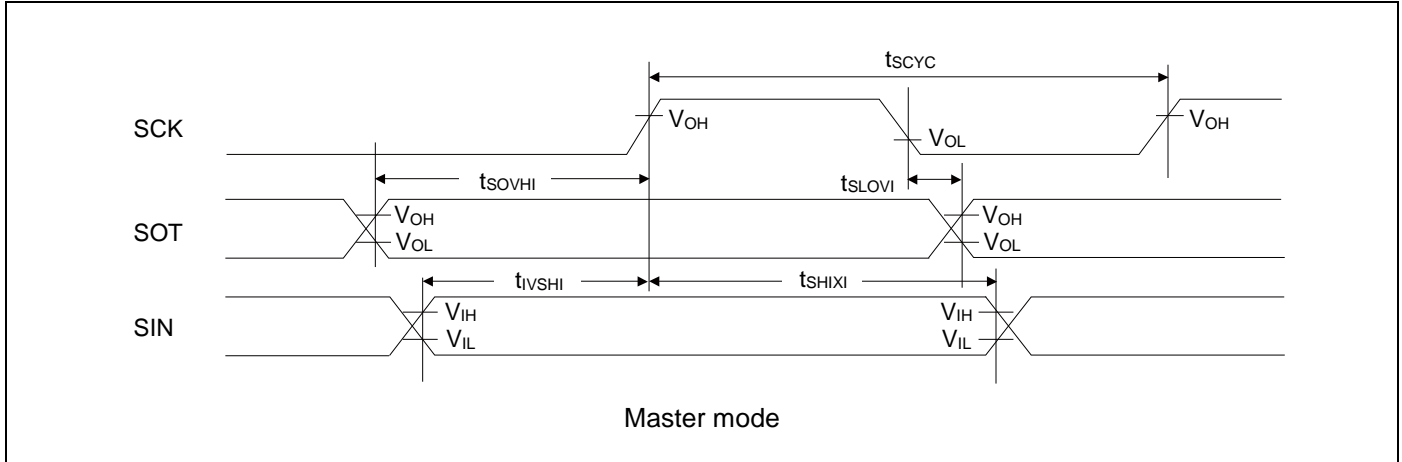 tSCYC
SCK
VOH
VOL
VOH
tSOVHI
tSLOVI
SOT
VOH
VOL
VOH
VOL
tIVSHI
tSHIXI
SIN
VIH
VIL
VIH
VIL
Master mode